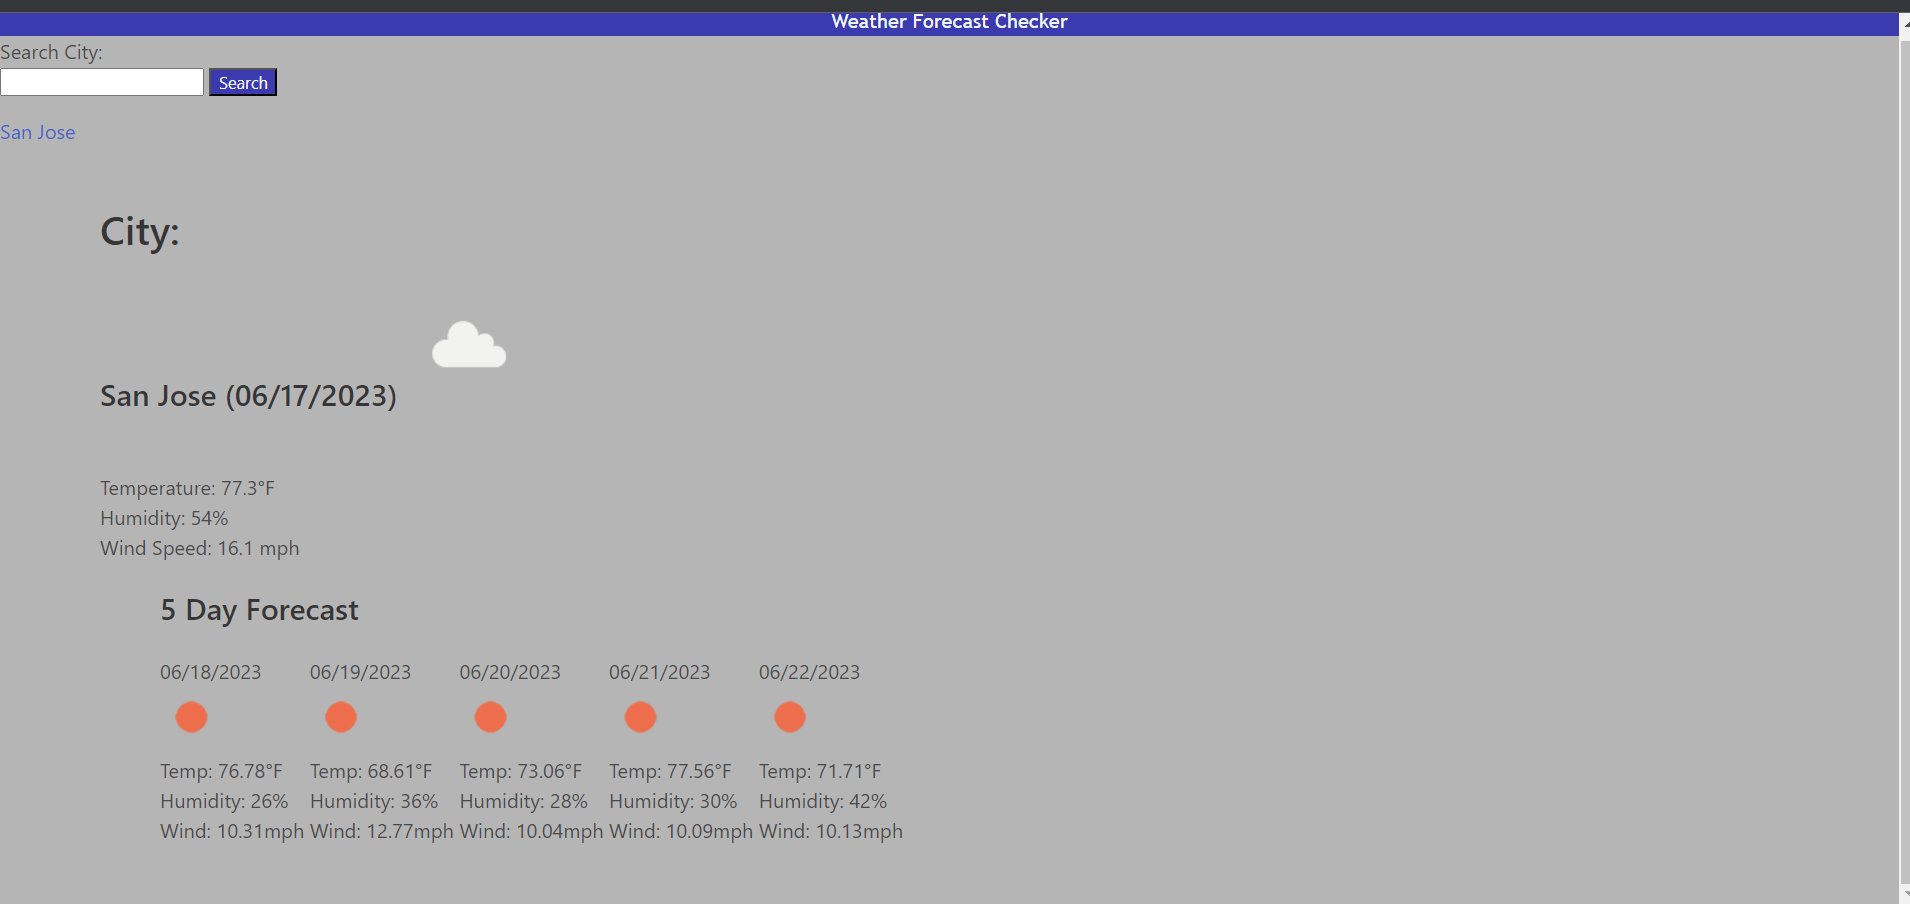 Weather Forecast Checker
Search City:
Search
San Jose
City:
San Jose (06/17/2023)
Temperature: 77.3°F
Humidity: 54%
Wind Speed: 16.1 mph
5 Day Forecast
06/18/2023 06/19/2023 06/20/2023 06/21/2023 06/22/2023
Temp: 76.78°F Temp: 68.61°F Temp: 73.06°F Temp: 77.56°F Temp: 71.71°F
Humidity: 26% Humidity: 36% Humidity: 28% Humidity: 30% Humidity: 42%
Wind: 10.31mph Wind: 12.77mph Wind: 10.04mph Wind: 10.09mph Wind: 10.13mph